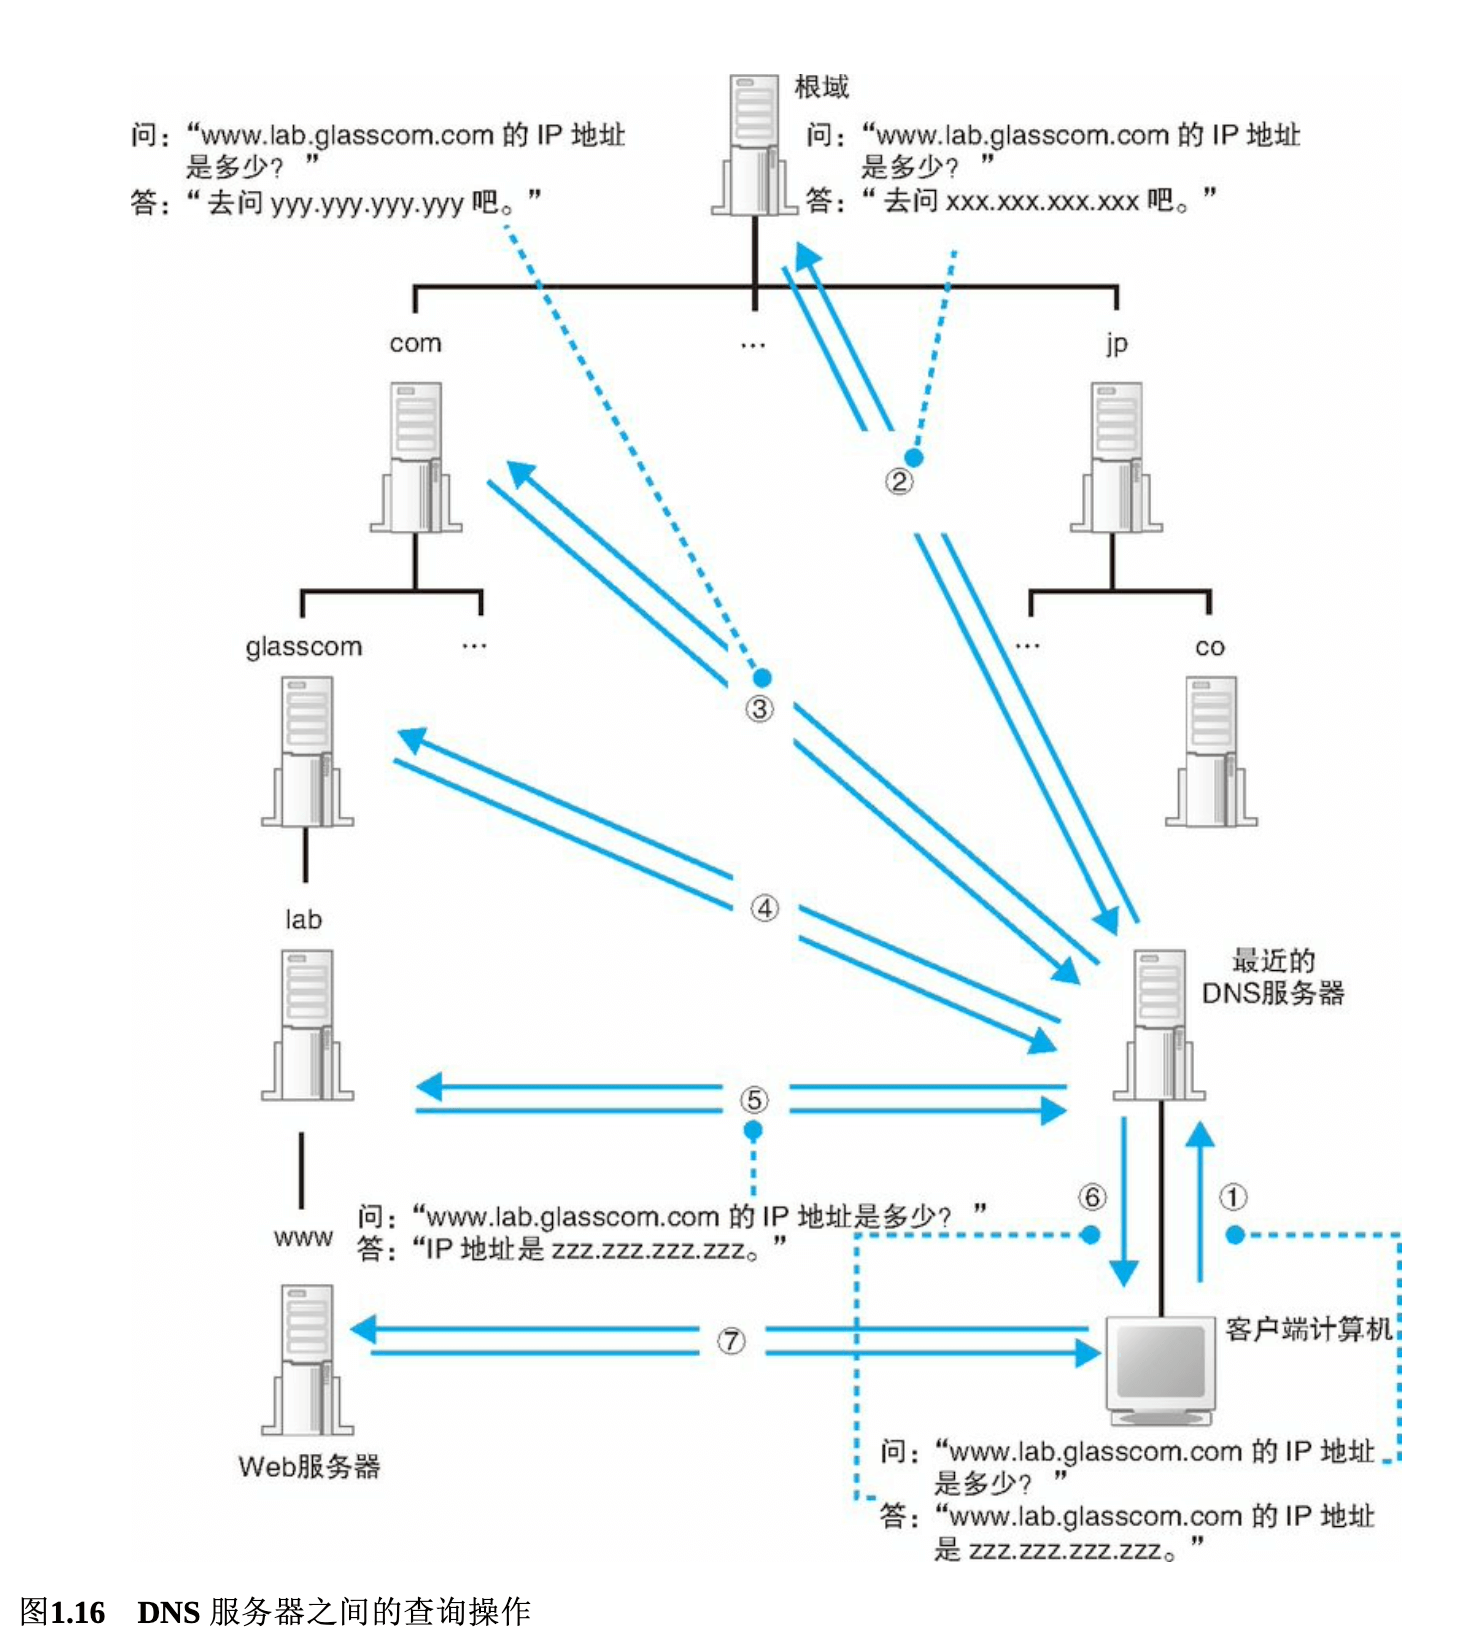 根域
问：“www.lab.glasscom.com 的 IP 地址
是多少？”
答：“去问 yyy.yyy.yyy.yyy 吧。”
问：“www.lab.glasscom.com 的 IP 地址
是多少？”
答：“去问 xxx.xxx.xxx.xxx 吧。”
com
…
jp
②
glasscom
…
…
co
③
④
lab
最近的
DNS服务器
⑤
⑥
①
问：“www.lab.glasscom.com 的 IP 地址是多少？”
答：“IP 地址是 zzz.zzz.zzz.zzz。”
www
⑦
客户端计算机
Web服务器
问：“www.lab.glasscom.com 的 IP 地址
是多少？”
答：“www.lab.glasscom.com 的 IP 地址
是 zzz.zzz.zzz.zzz。”
图1.16 DNS 服务器之间的查询操作